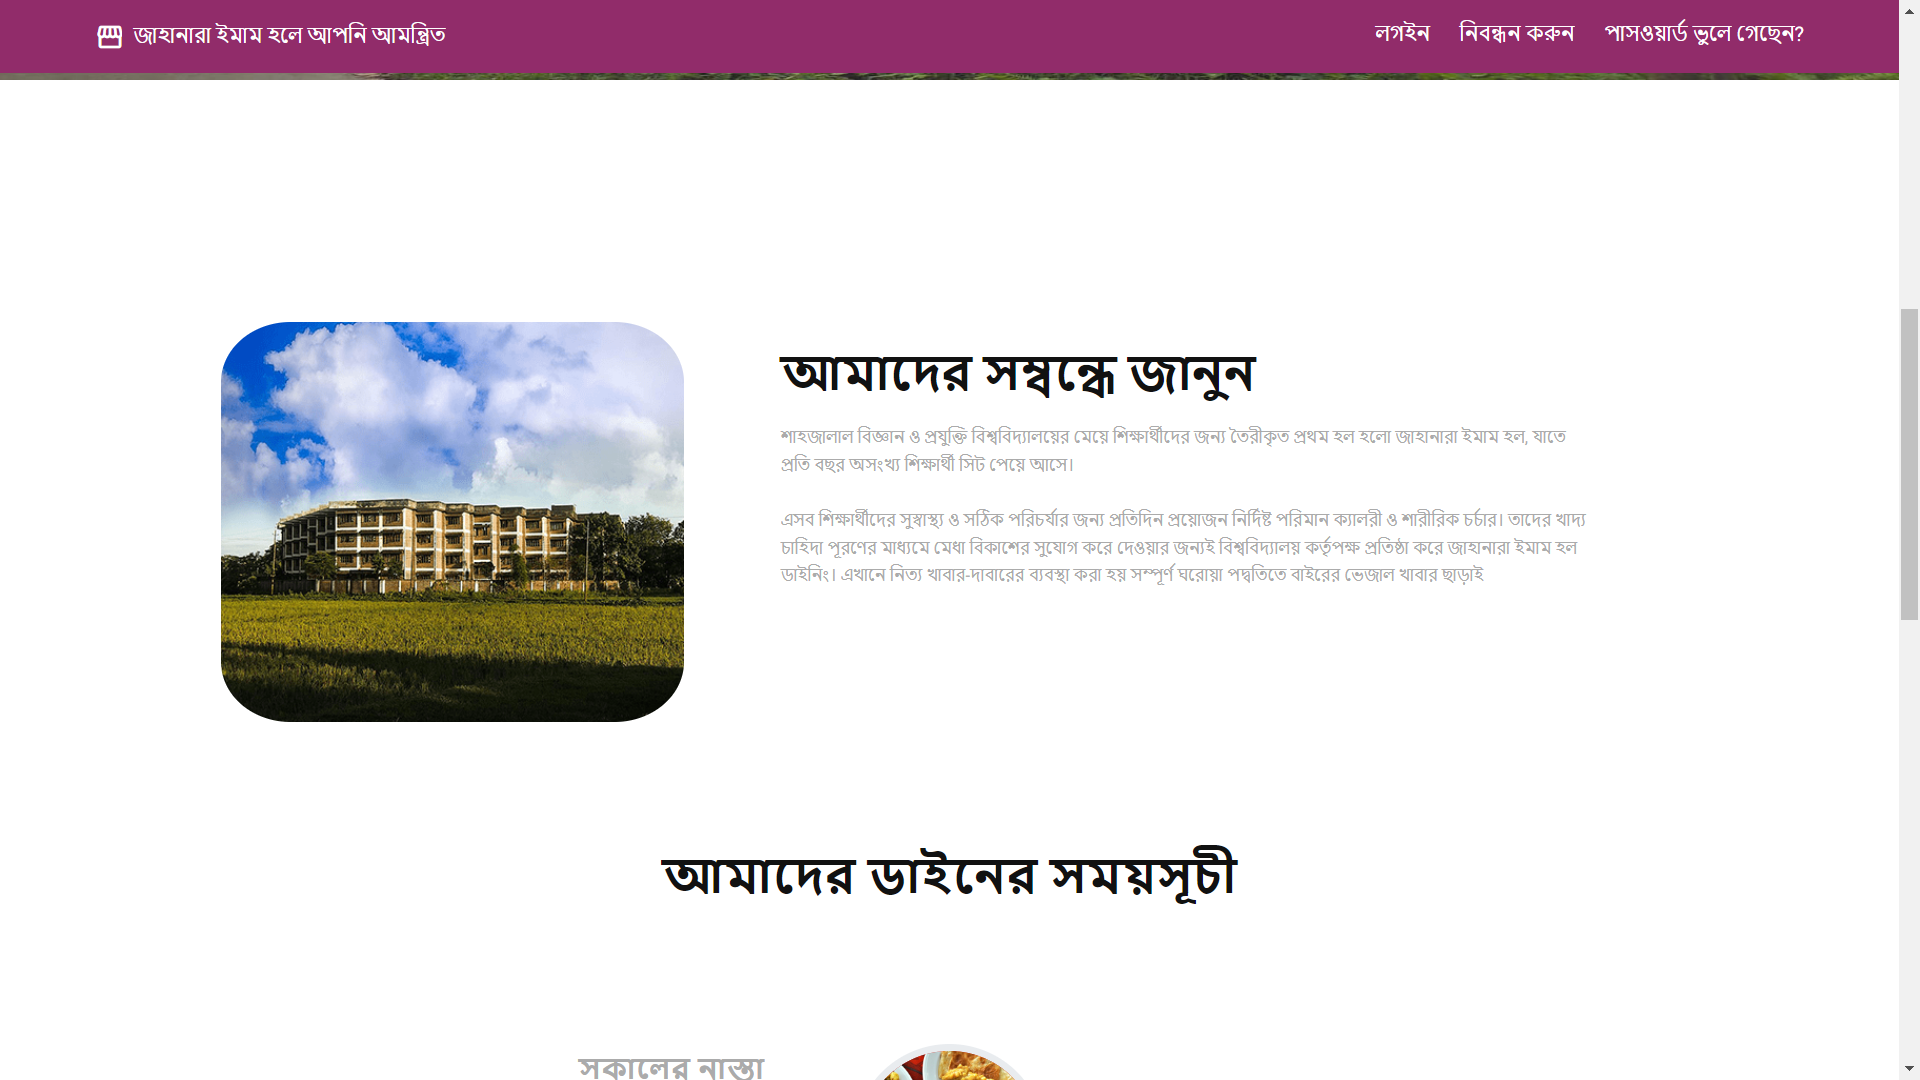 জাহানারা ইমাম হলে আপনি আমন্ত্রিত
লগইন
নিবন্ধন করুন
পাসওয়ার্ড ভুলে গেছেন?
আমাদের সম্বন্ধে জানুন
শাহজালাল বিজ্ঞান ও প্রযুক্তি বিশ্ববিদ্যালয়ের মেয়ে শিক্ষার্থীদের জন্য তৈরীকৃত প্রথম হল হলো জাহানারা ইমাম হল, যাতে
প্রতি বছর অসংখ্য শিক্ষার্থী সিট পেয়ে আসে।
এসব শিক্ষার্থীদের সুস্বাস্থ্য ও সঠিক পরিচর্যার জন্য প্রতিদিন প্রয়োজন নির্দিষ্ট পরিমান ক্যালরী ও শারীরিক চর্চার। তাদের খাদ্য
চাহিদা পূরণের মাধ্যমে মেধা বিকাশের সুযোগ করে দেওয়ার জন্যই বিশ্ববিদ্যালয় কর্তৃপক্ষ প্রতিষ্ঠা করে জাহানারা ইমাম হল
ডাইনিং। এখানে নিত্য খাবার-দাবারের ব্যবস্থা করা হয় সম্পূর্ণ ঘরোয়া পদ্বতিতে বাইরের ভেজাল খাবার ছাড়াই
আমাদের ডাইনের সময়সূচী
সকালের নাস্তা